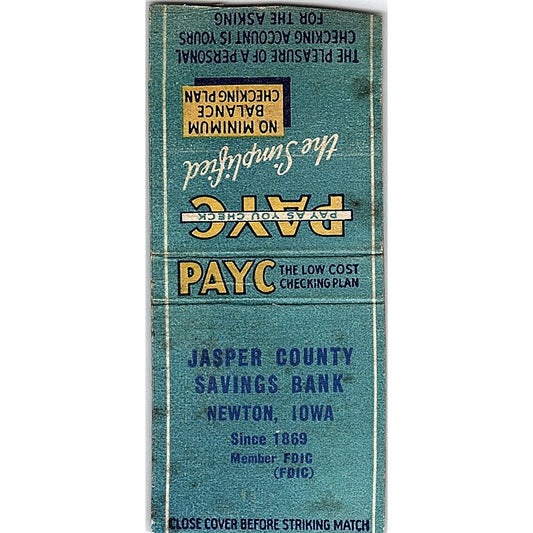 THE PLEASURE OF A PERSONAL
CHECKING ACCOUNT IS YOURS
FOR THE ASKING
NO MINIMUM
BALANCE
CHECKING PLAN
the Simplified
PAYC
PAY AS YOU CHECK
PAYC THE LOW COST
CHECKING PLAN
JASPER COUNTY
SAVINGS BANK
NEWTON, IOWA
Since 1869
Member FDIC
(FDIC)
CLOSE COVER BEFORE STRIKING MATCH